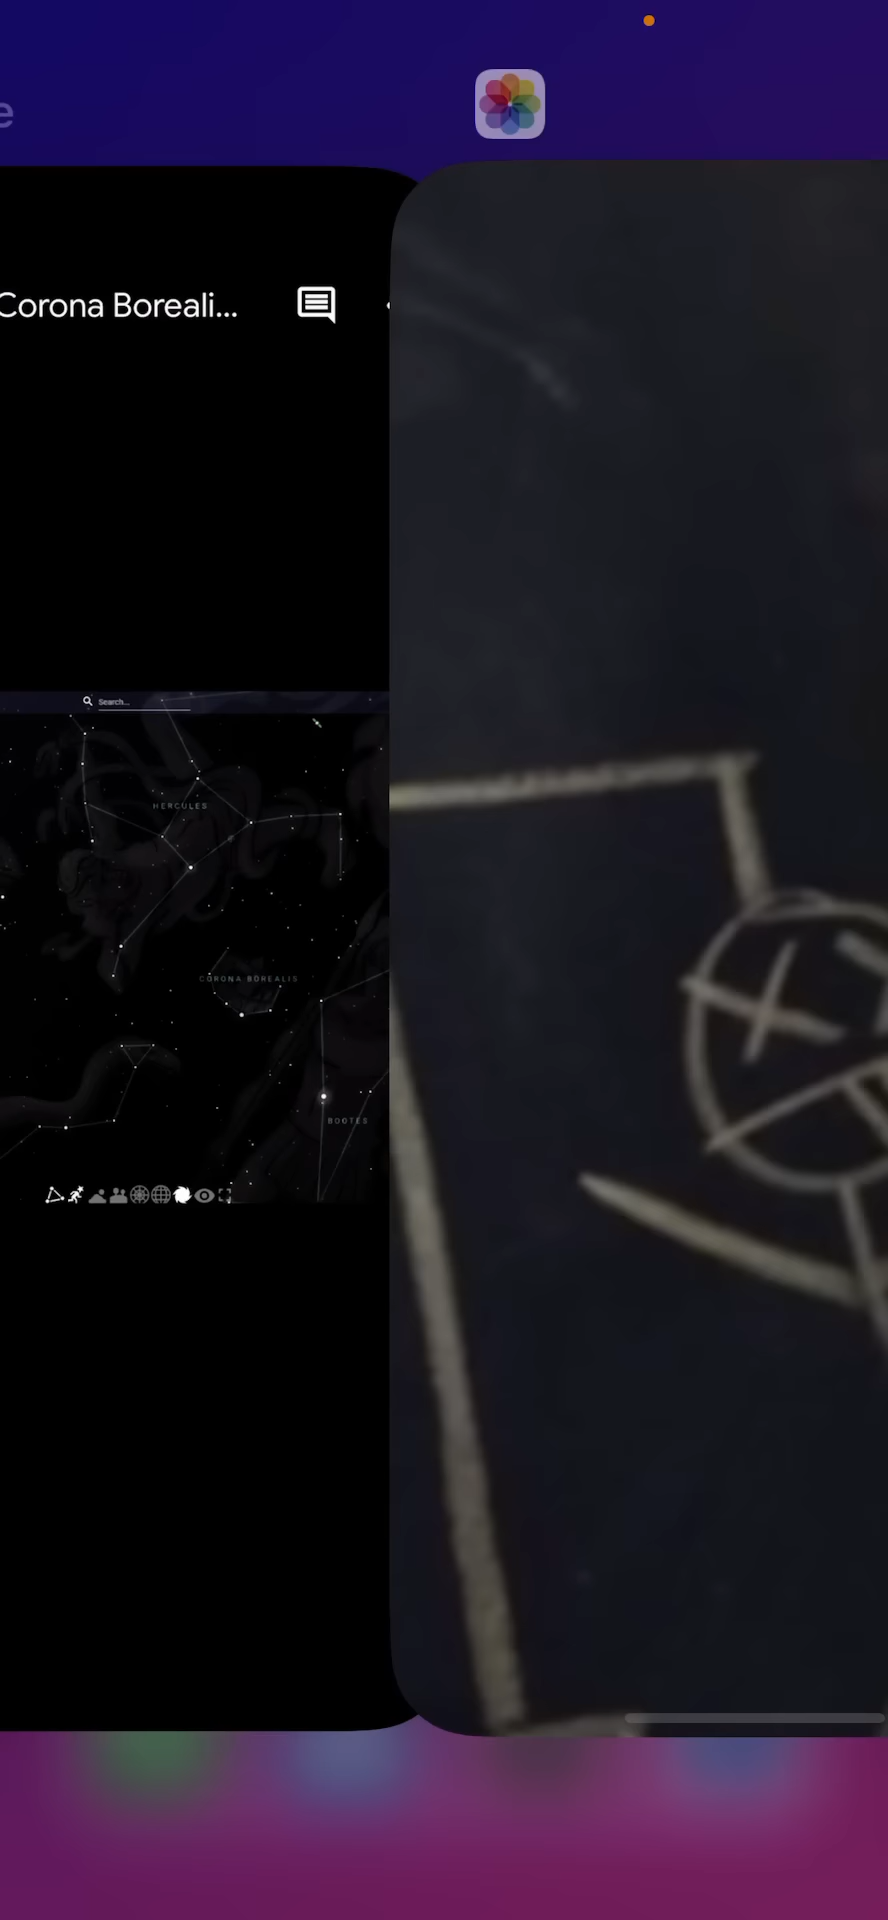 e
Corona Boreali...
Search...
HERCULES
CORONA BOREALIS
BOOTES